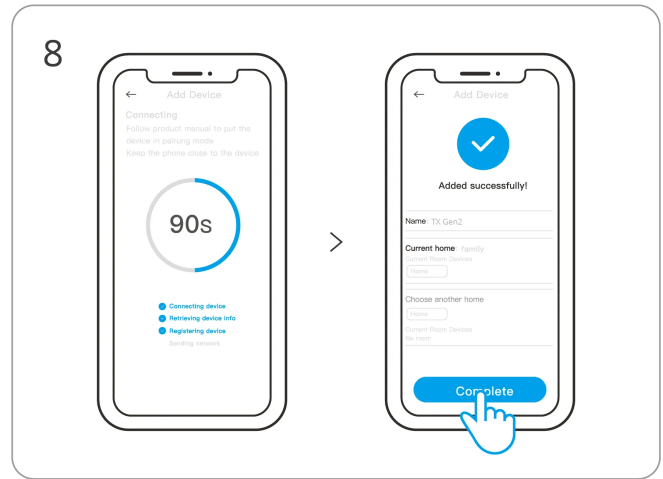 8
Add Device
Connecting
Follow product manual to put the
device in pairung mode
Keep the phone close to the device
90s
Connecting device
Retrieving device info
Registering device
Sending network
Add Device
Added successfully!
Name: TX Gen2
Current home: family
Current Room Devices
Home
Choose another home
Home
Current Room Devices
No room
Complete